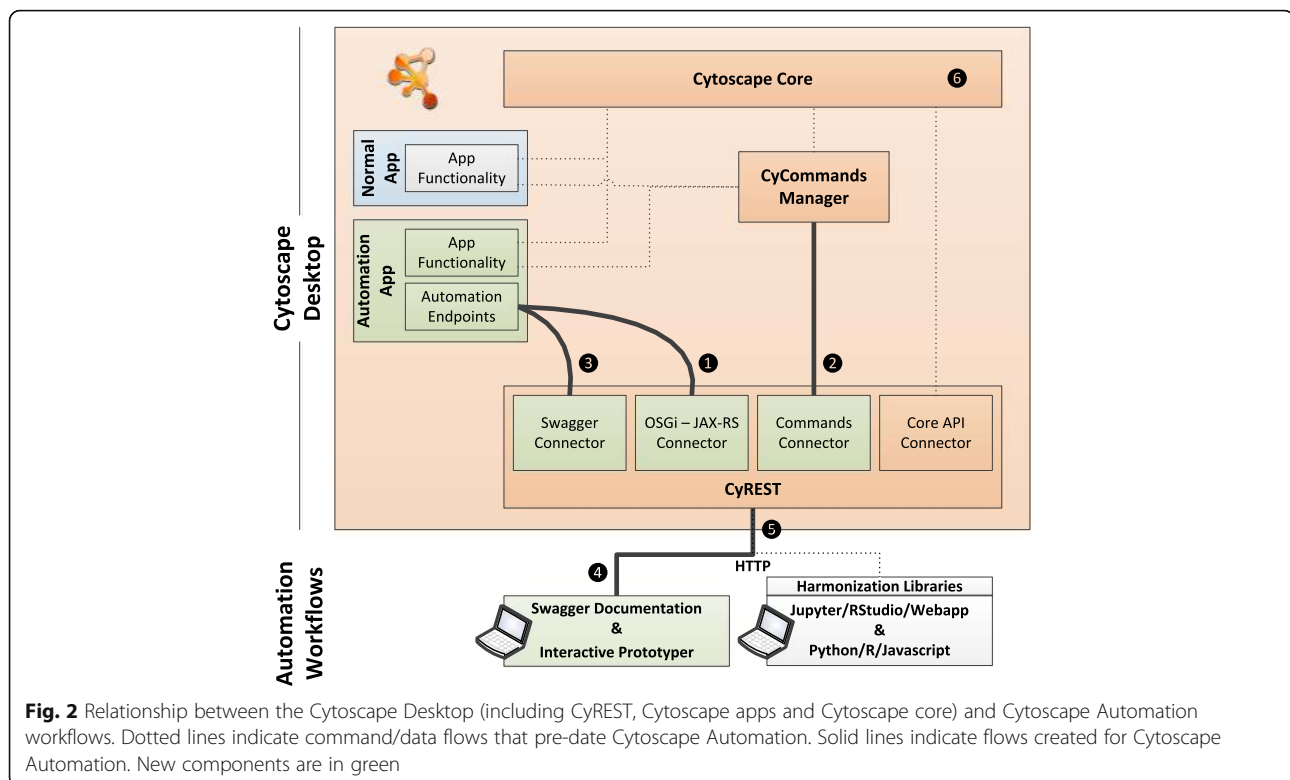 Cytoscape Core
6
Normal
App
App
Functionality
CyCommands
Manager
Automation
App
App
Functionality
Automation
Endpoints
Cytoscape
Desktop
3
1
2
Swagger
Connector
OSGi – JAX-RS
Connector
Commands
Connector
Core API
Connector
CyREST
5
HTTP
4
Automation
Workflows
Swagger Documentation
&
Interactive Prototyper
Harmonization Libraries
Jupyter/RStudio/Webapp
&
Python/R/Javascript
Fig. 2 Relationship between the Cytoscape Desktop (including CyREST, Cytoscape apps and Cytoscape core) and Cytoscape Automation
workflows. Dotted lines indicate command/data flows that pre-date Cytoscape Automation. Solid lines indicate flows created for Cytoscape
Automation. New components are in green